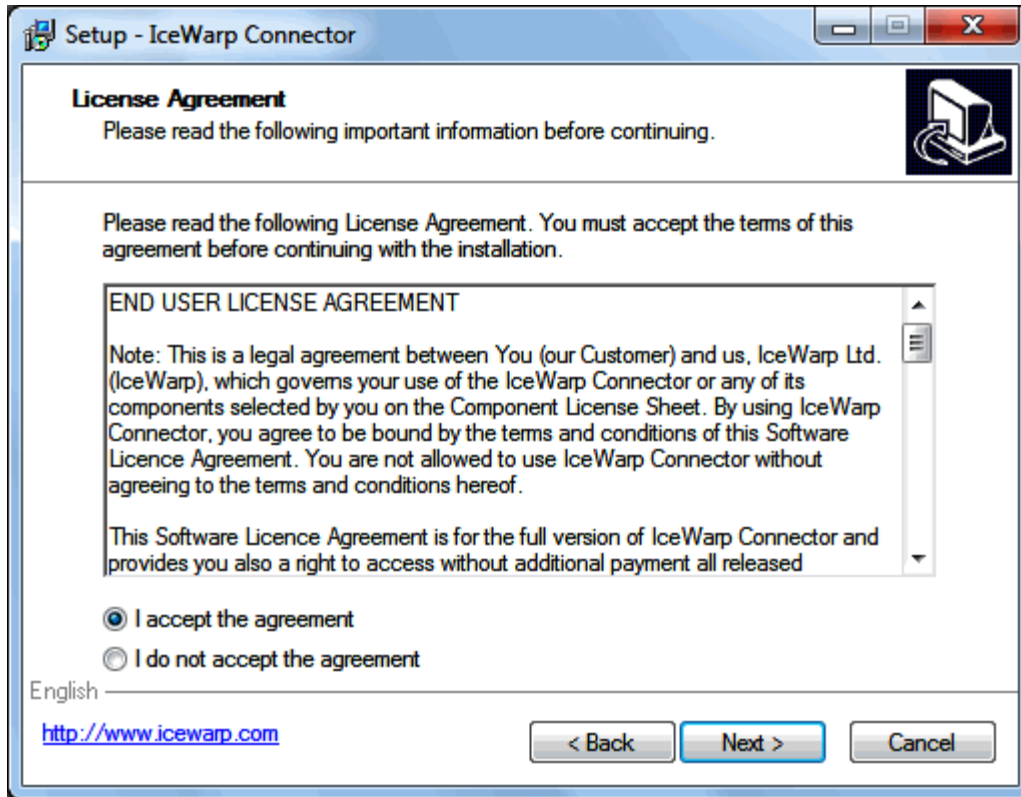 Setup - IceWarp Connector
License Agreement
Please read the following important information before continuing.
Please read the following License Agreement. You must accept the terms of this
agreement before continuing with the installation.
END USER LICENSE AGREEMENT
Note: This is a legal agreement between You (our Customer) and us, IceWarp Ltd.
(IceWarp), which governs your use of the IceWarp Connector or any of its
components selected by you on the Component License Sheet. By using IceWarp
Connector, you agree to be bound by the terms and conditions of this Software
Licence Agreement. You are not allowed to use IceWarp Connector without
agreeing to the terms and conditions hereof.
This Software Licence Agreement is for the full version of IceWarp Connector and
provides you also a right to access without additional payment all released
I accept the agreement
I do not accept the agreement
English
http://www.icewarp.com
< Back
Next >
Cancel